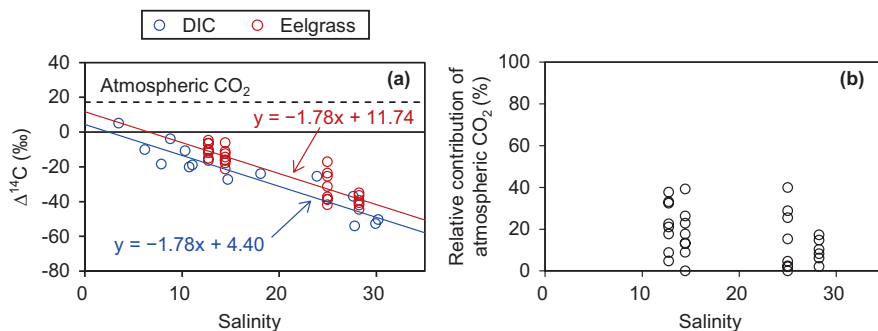 DIC Eelgrass
(a)
Atmospheric CO₂
y = −1.78x + 11.74
y = −1.78x + 4.40
Δ¹⁴C (‰)
40
20
0
-20
-40
-60
-80
0 10 20 30
Salinity
(b)
Relative contribution of
atmospheric CO₂ (%)
100
80
60
40
20
0
0 10 20 30
Salinity